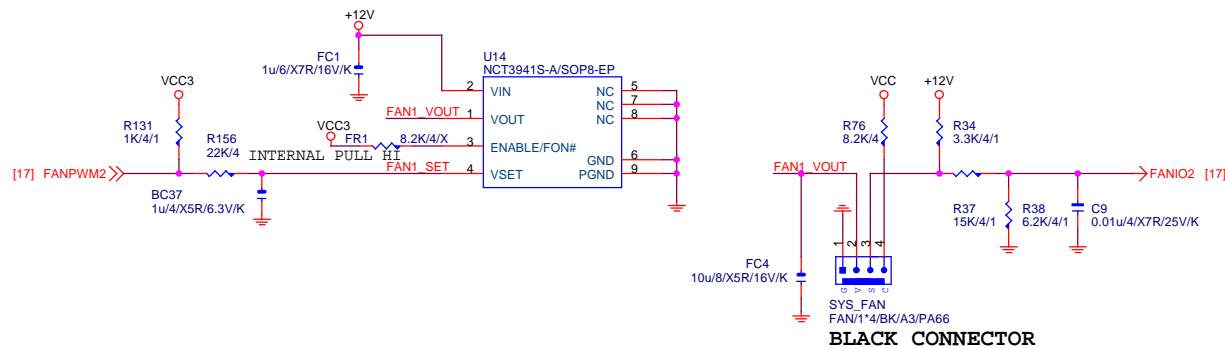 +12V
FC1
1u/6/X7R/16V/K
U14
NCT3941S-A/SOP8-EP
2
VIN
FAN1_VOUT
1
VOUT
VCC3
FR1
8.2K/4/X
3
ENABLE/FON#
FAN1_SET
4
VSET
NC
5
NC
7
NC
8
GND
6
PGND
9
VCC3
R131
1K/4/1
R156
22K/4
INTERNAL PULL HI
[17] FANPWM2
BC37
1u/4/X5R/6.3V/K
VCC
+12V
R76
8.2K/4
R34
3.3K/4/1
FAN1_VOUT
FANIO2 [17]
R37
15K/4/1
R38
6.2K/4/1
C9
0.01u/4/X7R/25V/K
FC4
10u/8/X5R/16V/K
1
2
3
4
G
V
S
C
SYS_FAN
FAN/1*4/BK/A3/PA66
BLACK CONNECTOR